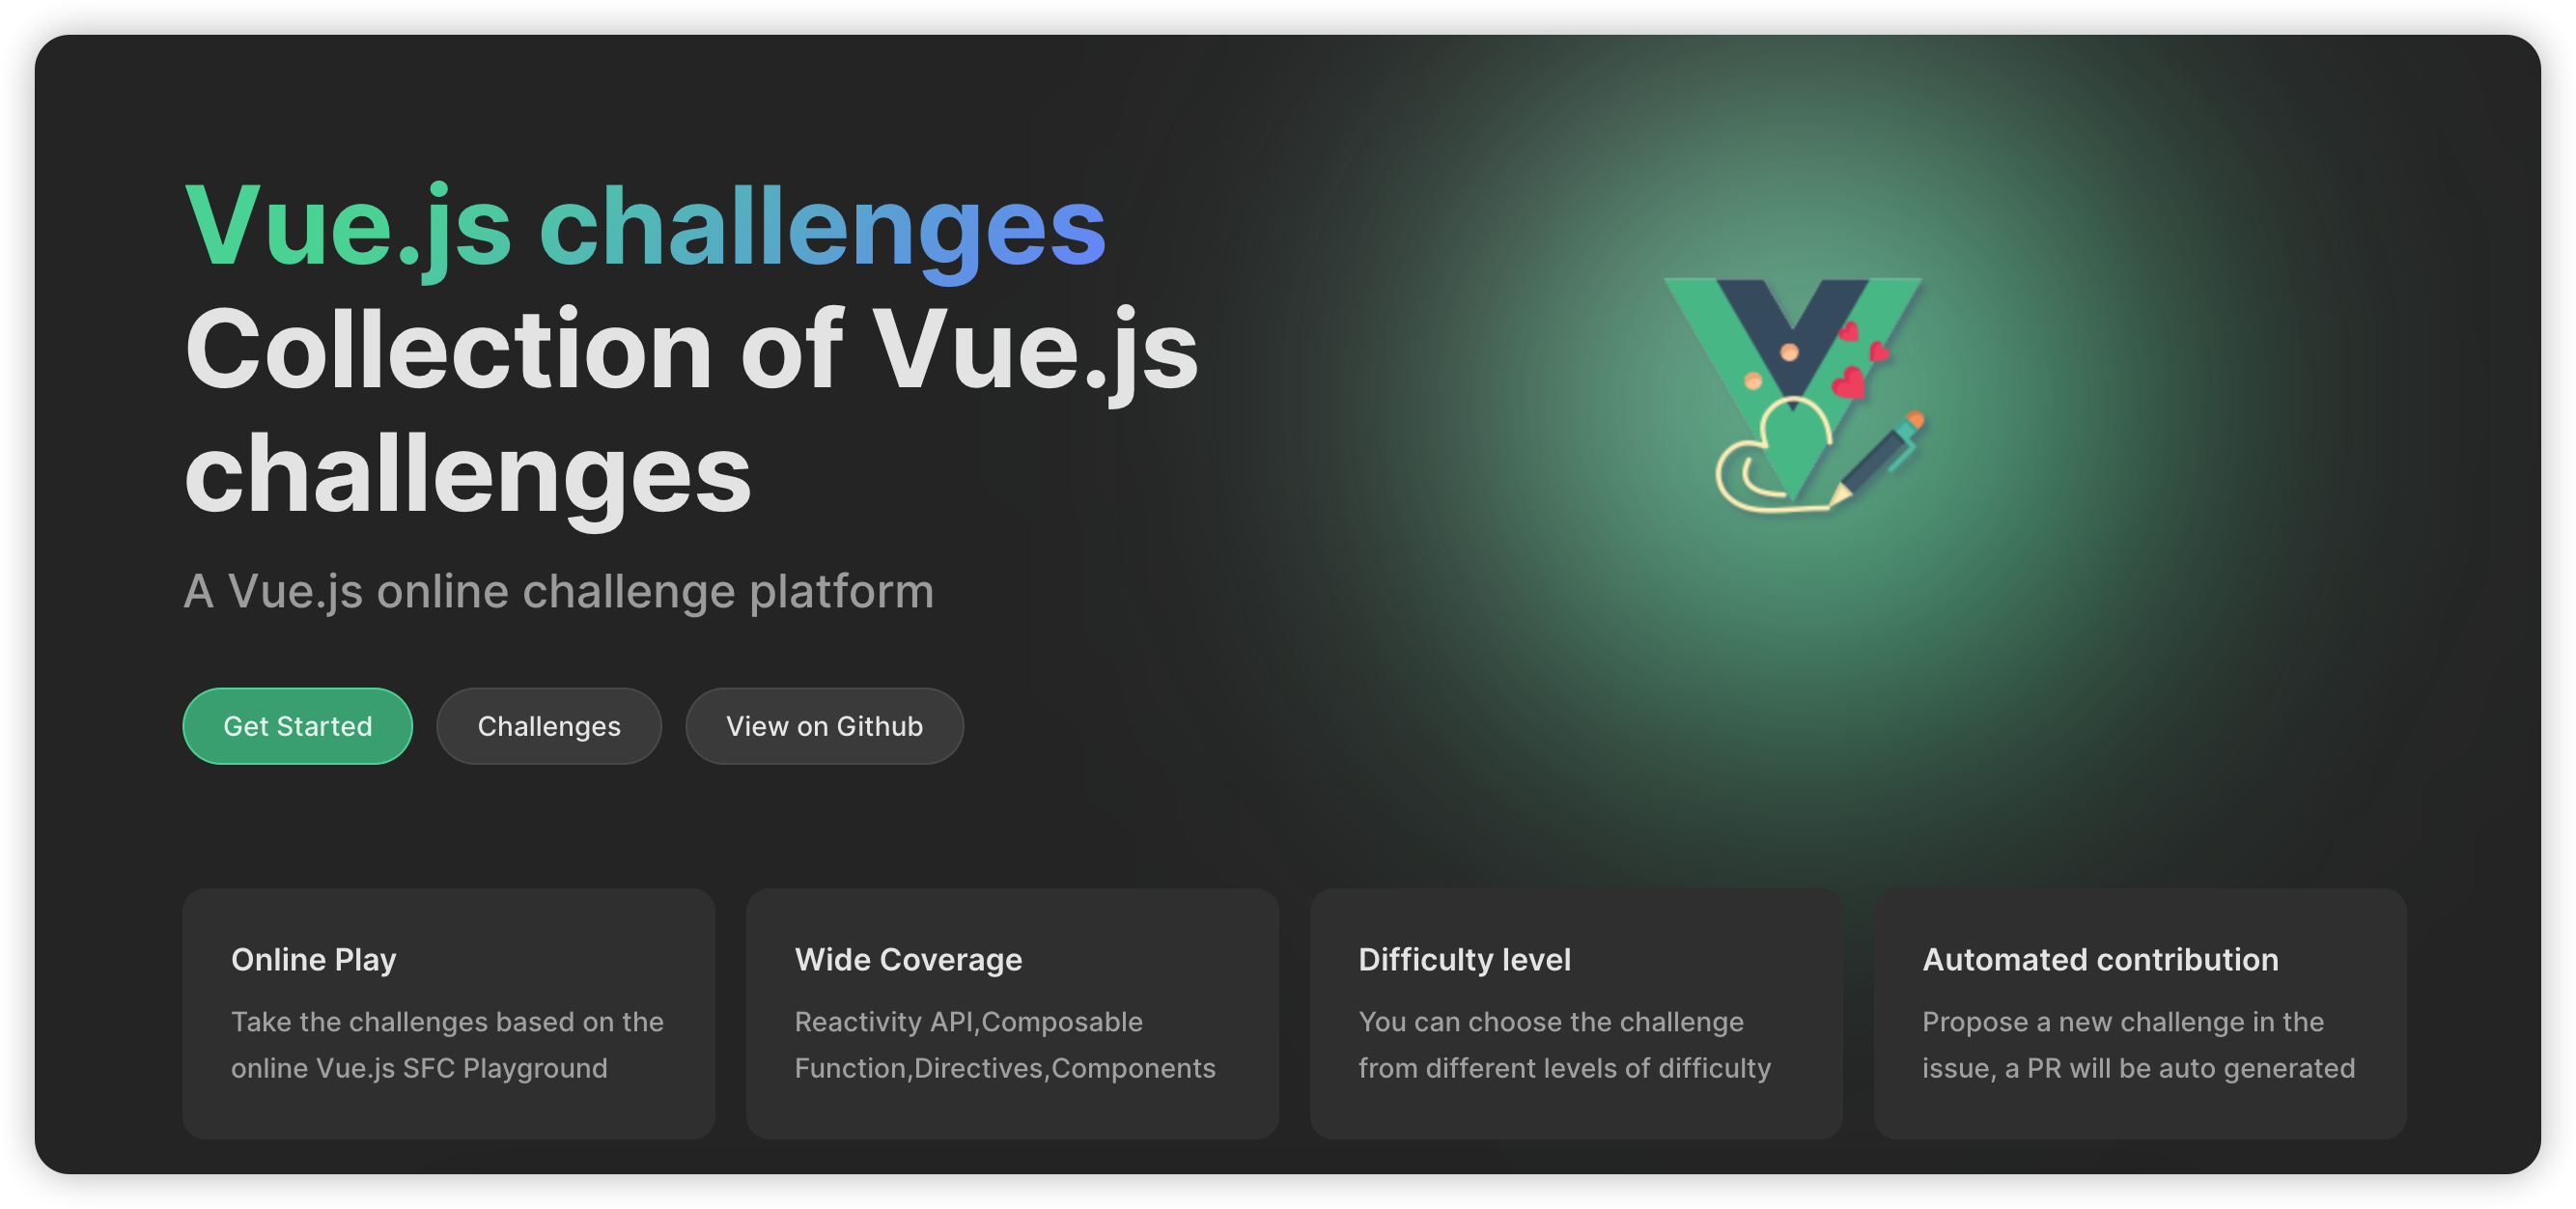 Vue.js challenges
Collection of Vue.js
challenges
A Vue.js online challenge platform
Get Started
Challenges
View on Github
Online Play
Take the challenges based on the
online Vue.js SFC Playground
Wide Coverage
Reactivity API,Composable
Function,Directives,Components
Difficulty level
You can choose the challenge
from different levels of difficulty
Automated contribution
Propose a new challenge in the
issue, a PR will be auto generated